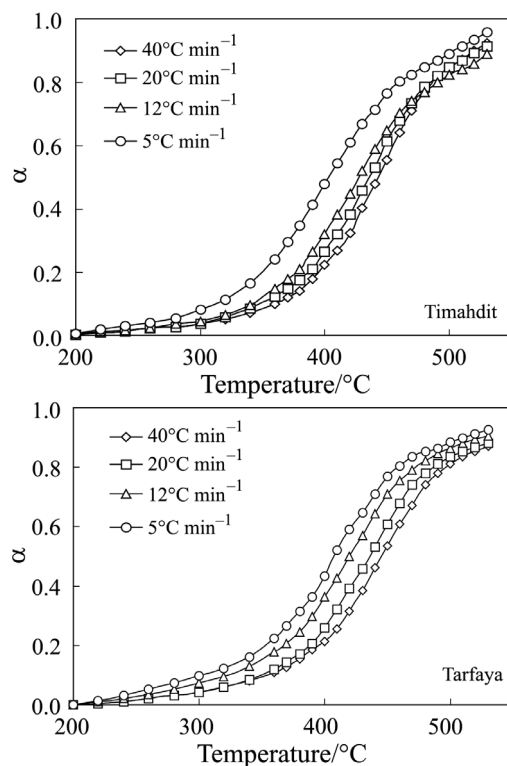 1.0
40°C min⁻¹
20°C min⁻¹
12°C min⁻¹
5°C min⁻¹
0.8
0.6
α
0.4
0.2
0.0
Timahdit
200 300 400 500
Temperature/°C
1.0
40°C min⁻¹
20°C min⁻¹
12°C min⁻¹
5°C min⁻¹
0.8
0.6
α
0.4
0.2
0.0
Tarfaya
200 300 400 500
Temperature/°C